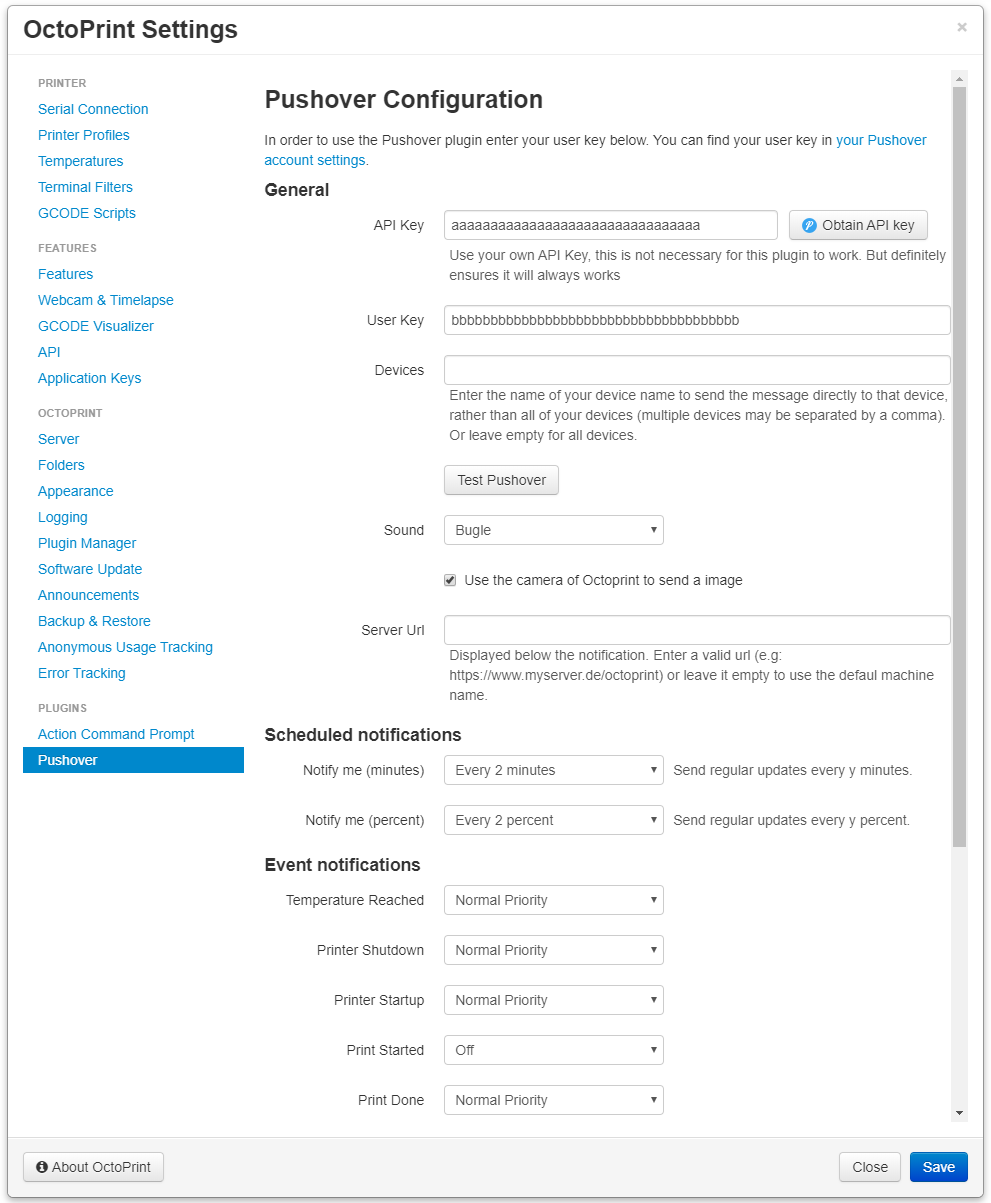 OctoPrint Settings
×
PRINTER
Serial Connection
Printer Profiles
Temperatures
Terminal Filters
GCODE Scripts
FEATURES
Features
Webcam & Timelapse
GCODE Visualizer
API
Application Keys
OCTOPRINT
Server
Folders
Appearance
Logging
Plugin Manager
Software Update
Announcements
Backup & Restore
Anonymous Usage Tracking
Error Tracking
PLUGINS
Action Command Prompt
Pushover
Pushover Configuration
In order to use the Pushover plugin enter your user key below. You can find your user key in your Pushover
account settings.
General
API Key aaaaaaaaaaaaaaaaaaaaaaaaaaaaaaaa Obtain API key
Use your own API Key, this is not necessary for this plugin to work. But definitely
ensures it will always works
User Key bbbbbbbbbbbbbbbbbbbbbbbbbbbbbbbbbbbbb
Devices
Enter the name of your device name to send the message directly to that device,
rather than all of your devices (multiple devices may be separated by a comma).
Or leave empty for all devices.
Test Pushover
Sound Bugle
Use the camera of Octoprint to send a image
Server Url
Displayed below the notification. Enter a valid url (e.g:
https://www.myserver.de/octoprint) or leave it empty to use the defaul machine
name.
Scheduled notifications
Notify me (minutes) Every 2 minutes Send regular updates every y minutes.
Notify me (percent) Every 2 percent Send regular updates every y percent.
Event notifications
Temperature Reached Normal Priority
Printer Shutdown Normal Priority
Printer Startup Normal Priority
Print Started Off
Print Done Normal Priority
About OctoPrint Close Save